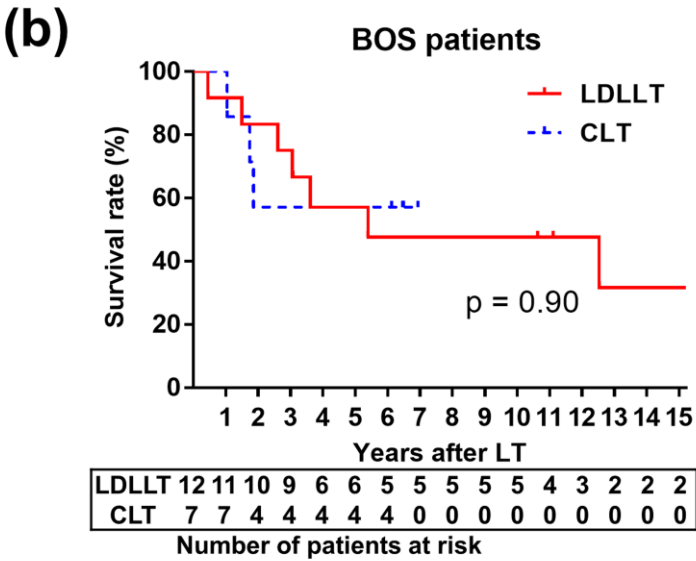 (b)
BOS patients
LDLLT
CLT
Survival rate (%)
100
80
60
40
20
0
p = 0.90
1 2 3 4 5 6 7 8 9 10 11 12 13 14 15
Years after LT
LDLLT 12 11 10 9 6 6 5 5 5 5 5 4 3 2 2 2
CLT 7 7 4 4 4 4 4 0 0 0 0 0 0 0 0 0
Number of patients at risk